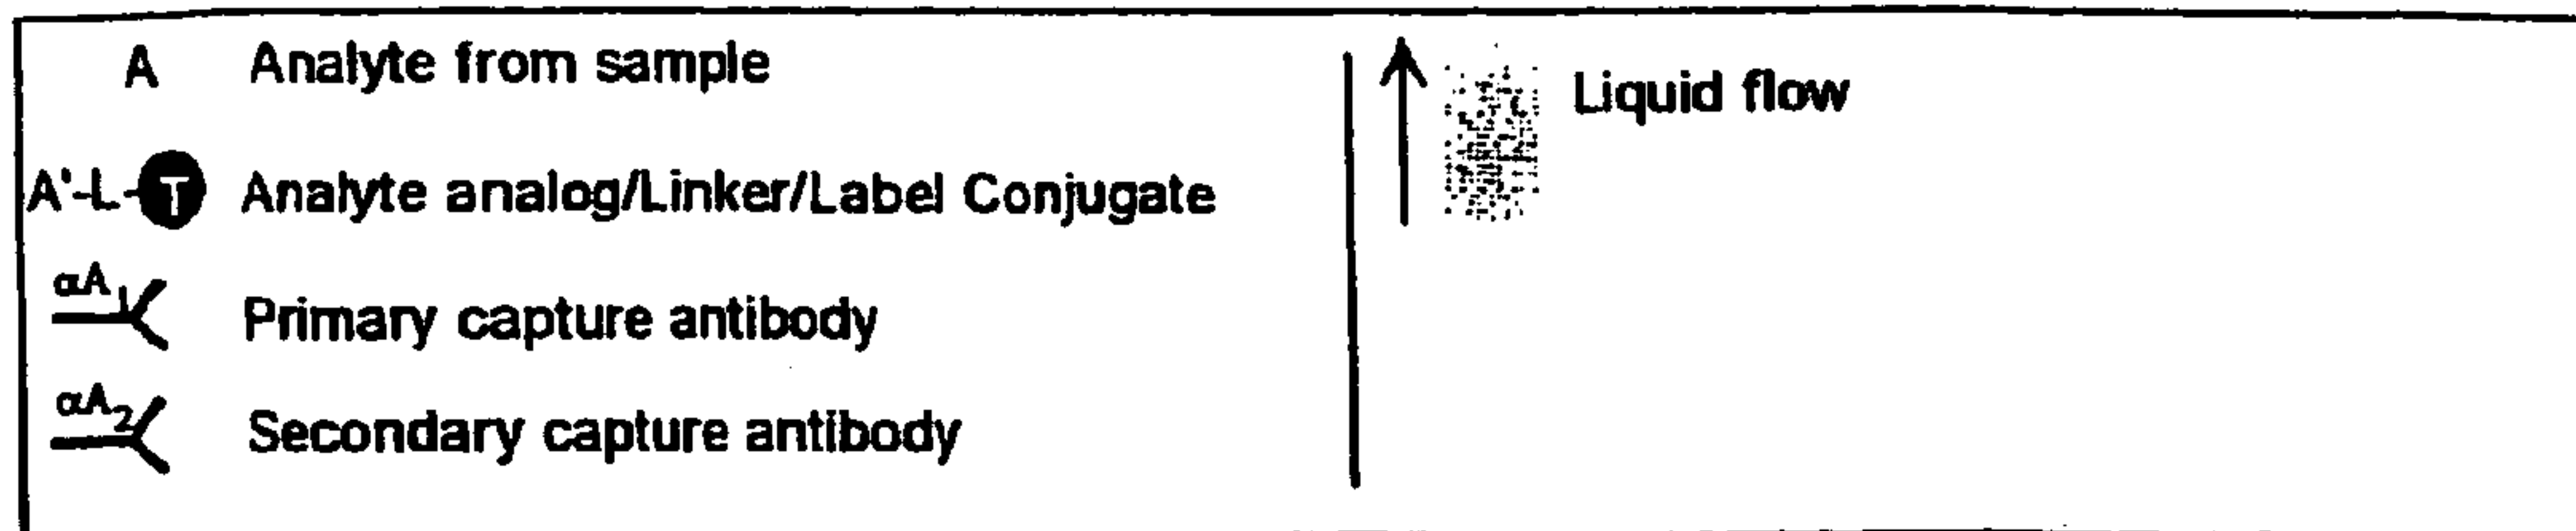 A Analyte from sample
A'-L-T Analyte analog/Linker/Label Conjugate
αA1 Primary capture antibody
αA2 Secondary capture antibody
Liquid flow